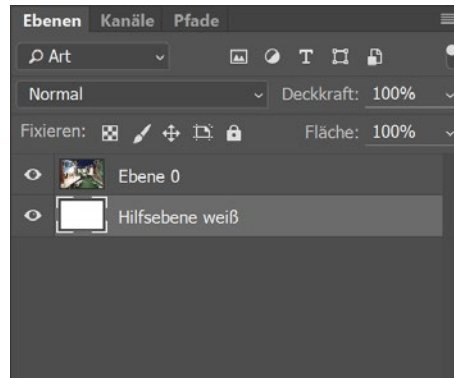 Ebenen Kanäle Pfade
Art
Normal Deckkraft: 100%
Fixieren: Fläche: 100%
Ebene 0
Hilfsebene weiß